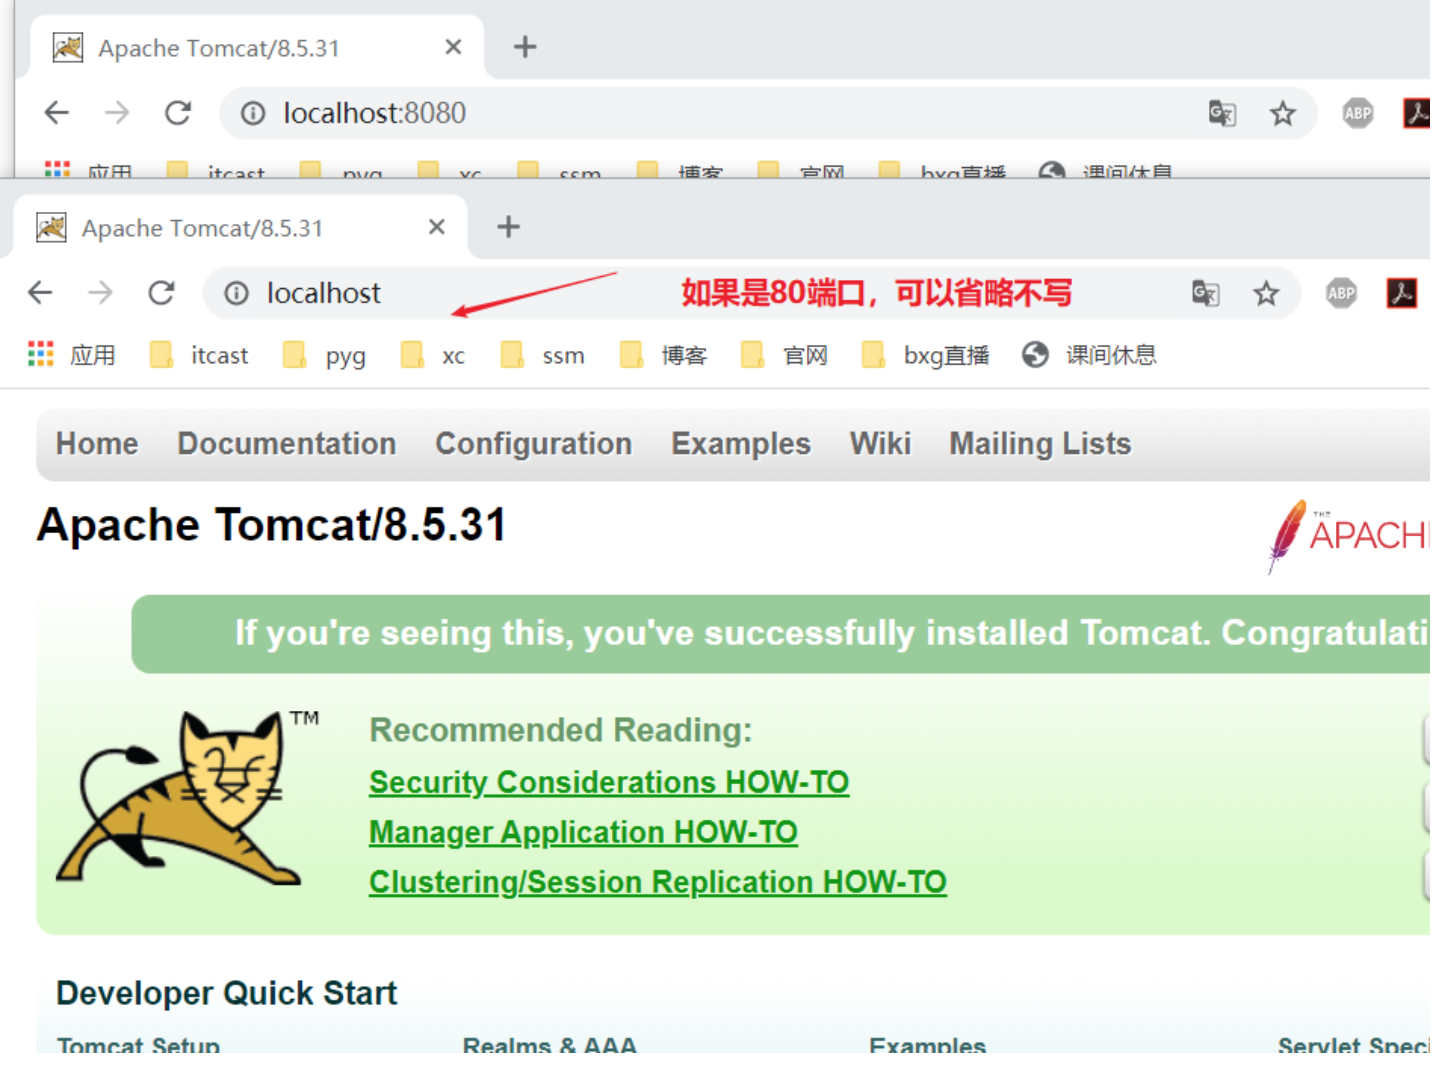 Apache Tomcat/8.5.31
localhost:8080
ABP
应用 itcast pyg xc ssm 博客 官网 bxg直播 课间休息
Apache Tomcat/8.5.31
localhost 如果是80端口，可以省略不写 ABP
应用 itcast pyg xc ssm 博客 官网 bxg直播 课间休息
Home Documentation Configuration Examples Wiki Mailing Lists
Apache Tomcat/8.5.31
THE
APACHE
If you're seeing this, you've successfully installed Tomcat. Congratulati
TM
Recommended Reading:
Security Considerations HOW-TO
Manager Application HOW-TO
Clustering/Session Replication HOW-TO
Developer Quick Start
Tomcat Setup Realms & AAA Examples Servlet Speci